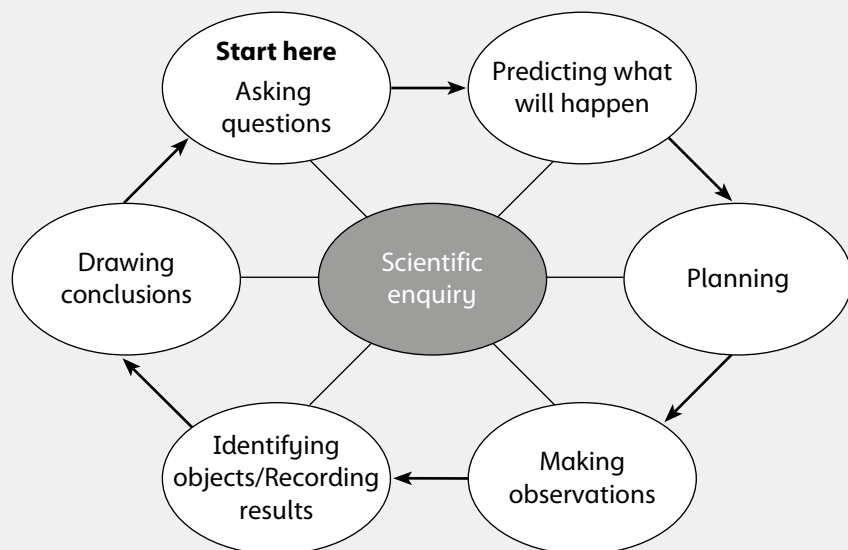 Start here
Asking
questions
Predicting what
will happen
Planning
Making
observations
Identifying
objects/Recording
results
Drawing
conclusions
Scientific
enquiry